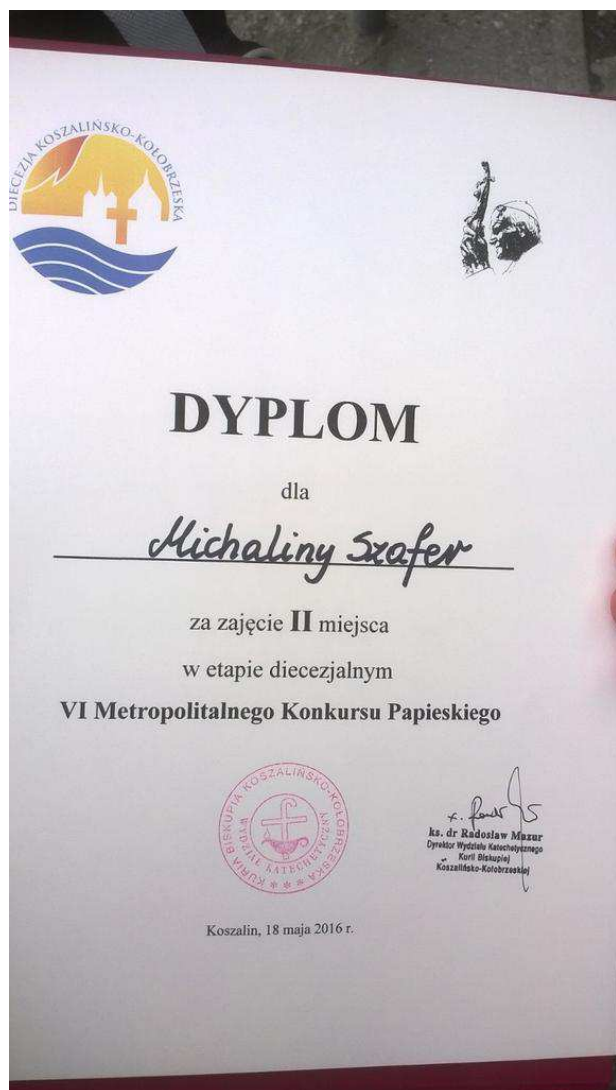 DIECEZJA KOSZALIŃSKO-KOŁOBRZESKA
DYPLOM
dla
Michaliny Szafer
za zajęcie II miejsca
w etapie diecezjalnym
VI Metropolitalnego Konkursu Papieskiego
KURIA BISKUPIA KOSZALIŃSKO-KOŁOBRZESKA
WYDZIAŁ KATECHETYCZNY
ks. dr Radosław Mazur
Dyrektor Wydziału Katechetycznego
Kurii Biskupiej
Koszalińsko-Kołobrzeskiej
Koszalin, 18 maja 2016 r.